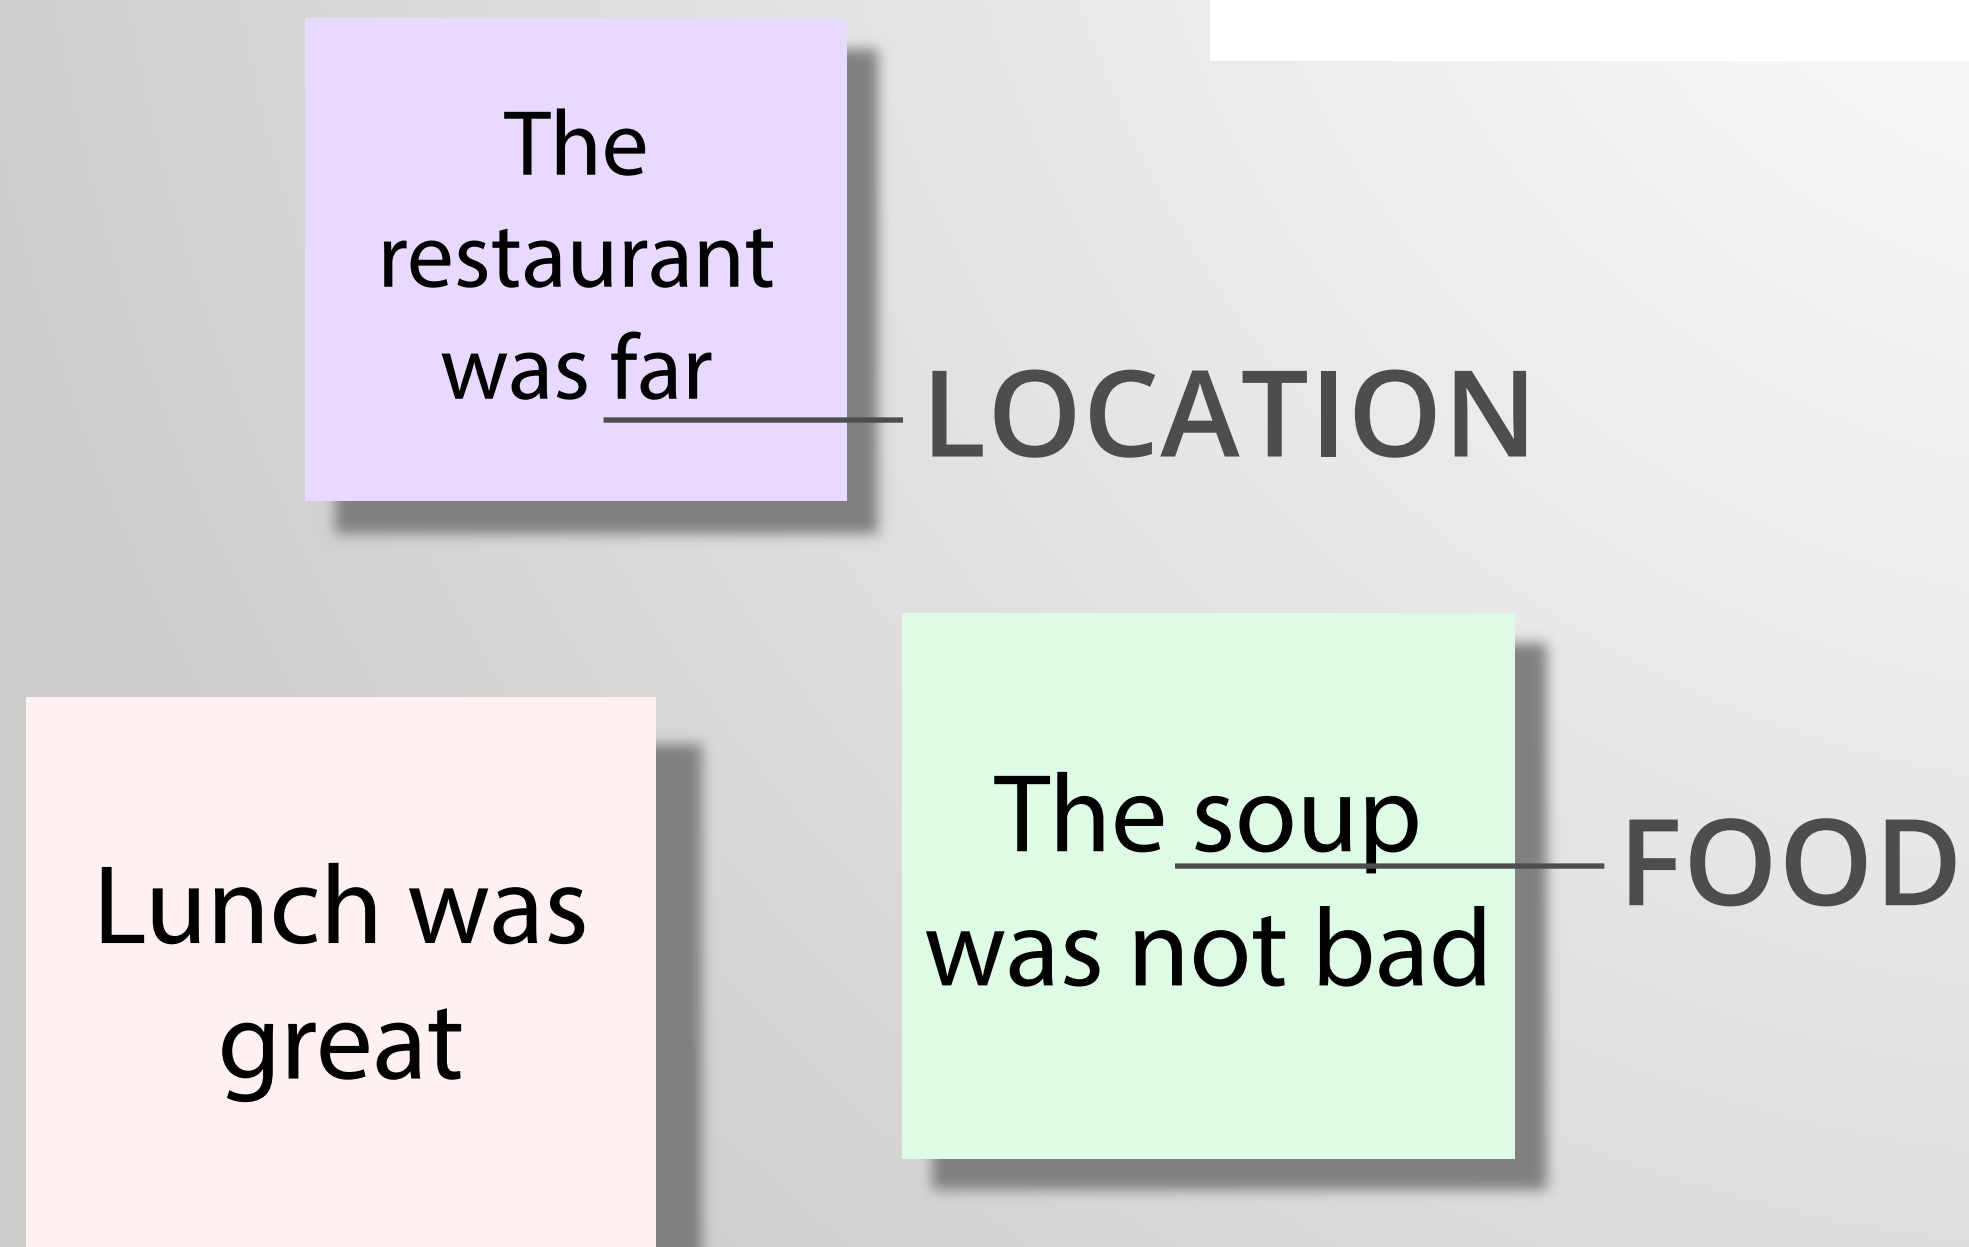 The
restaurant
was far
LOCATION
The soup
was not bad
FOOD
Lunch was
great